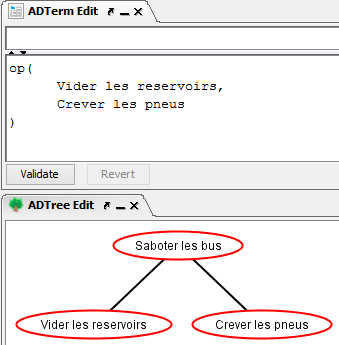 ADTerm Edit
op(
Vider les reservoirs,
Crever les pneus
)
Validate
Revert
ADTree Edit
Saboter les bus
Vider les reservoirs
Crever les pneus